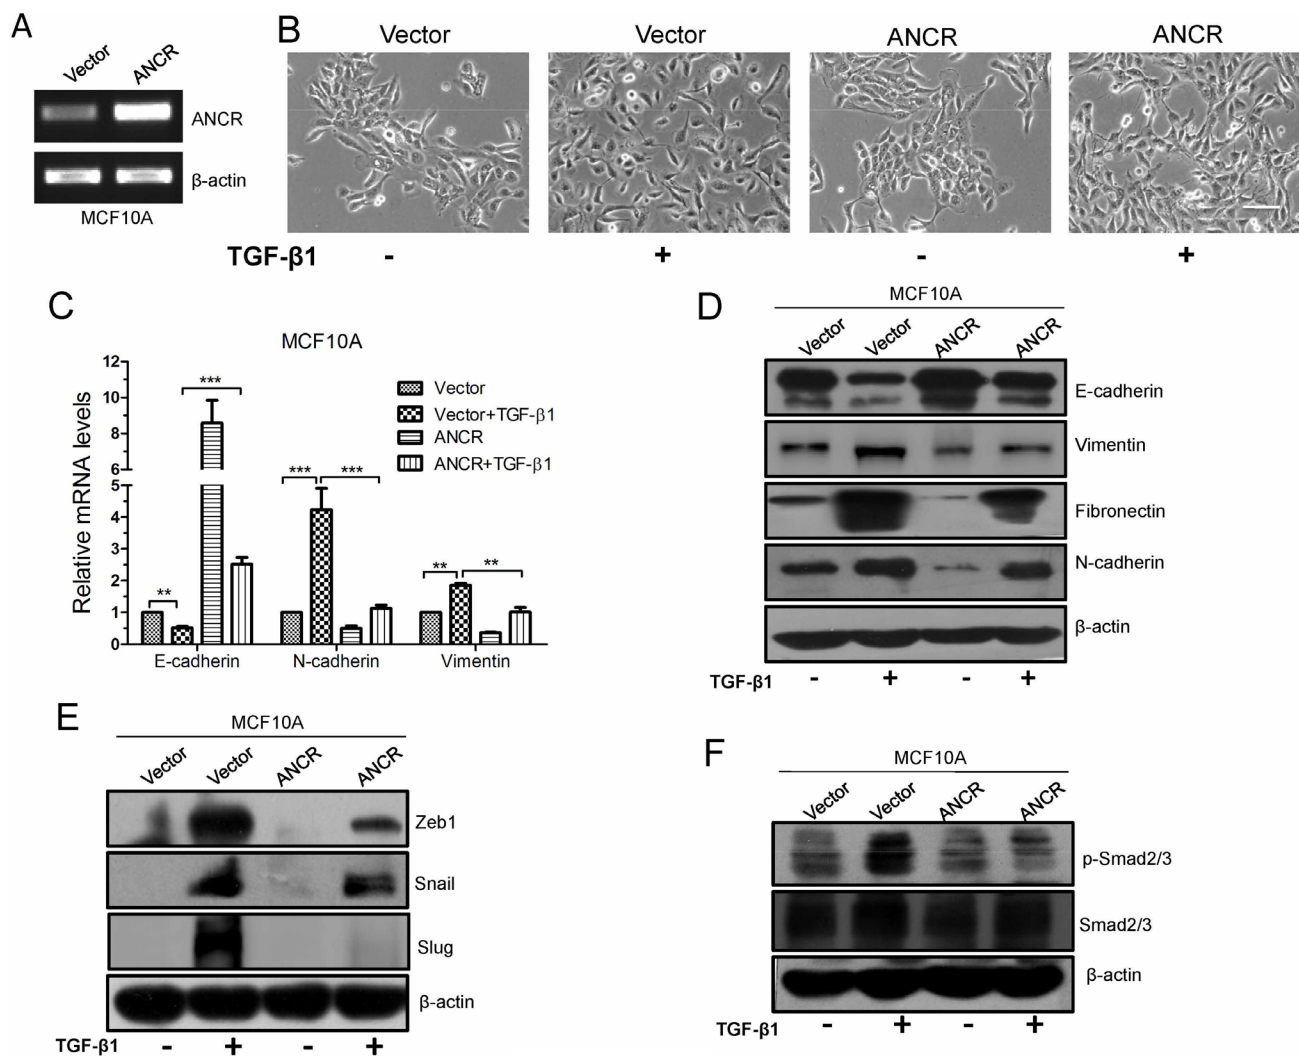 A
Vector
ANCR
ANCR
β-actin
MCF10A
B
Vector
Vector
ANCR
ANCR
TGF-β1
-
+
-
+
C
MCF10A
Relative mRNA levels
12
10
8
6
5
4
3
2
1
0
***
**
***
***
**
**
Vector
Vector+TGF-β1
ANCR
ANCR+TGF-β1
E-cadherin
N-cadherin
Vimentin
D
MCF10A
Vector
Vector
ANCR
ANCR
E-cadherin
Vimentin
Fibronectin
N-cadherin
β-actin
TGF-β1
-
+
-
+
E
MCF10A
Vector
Vector
ANCR
ANCR
Zeb1
Snail
Slug
β-actin
TGF-β1
-
+
-
+
F
MCF10A
Vector
Vector
ANCR
ANCR
p-Smad2/3
Smad2/3
β-actin
TGF-β1
-
+
-
+